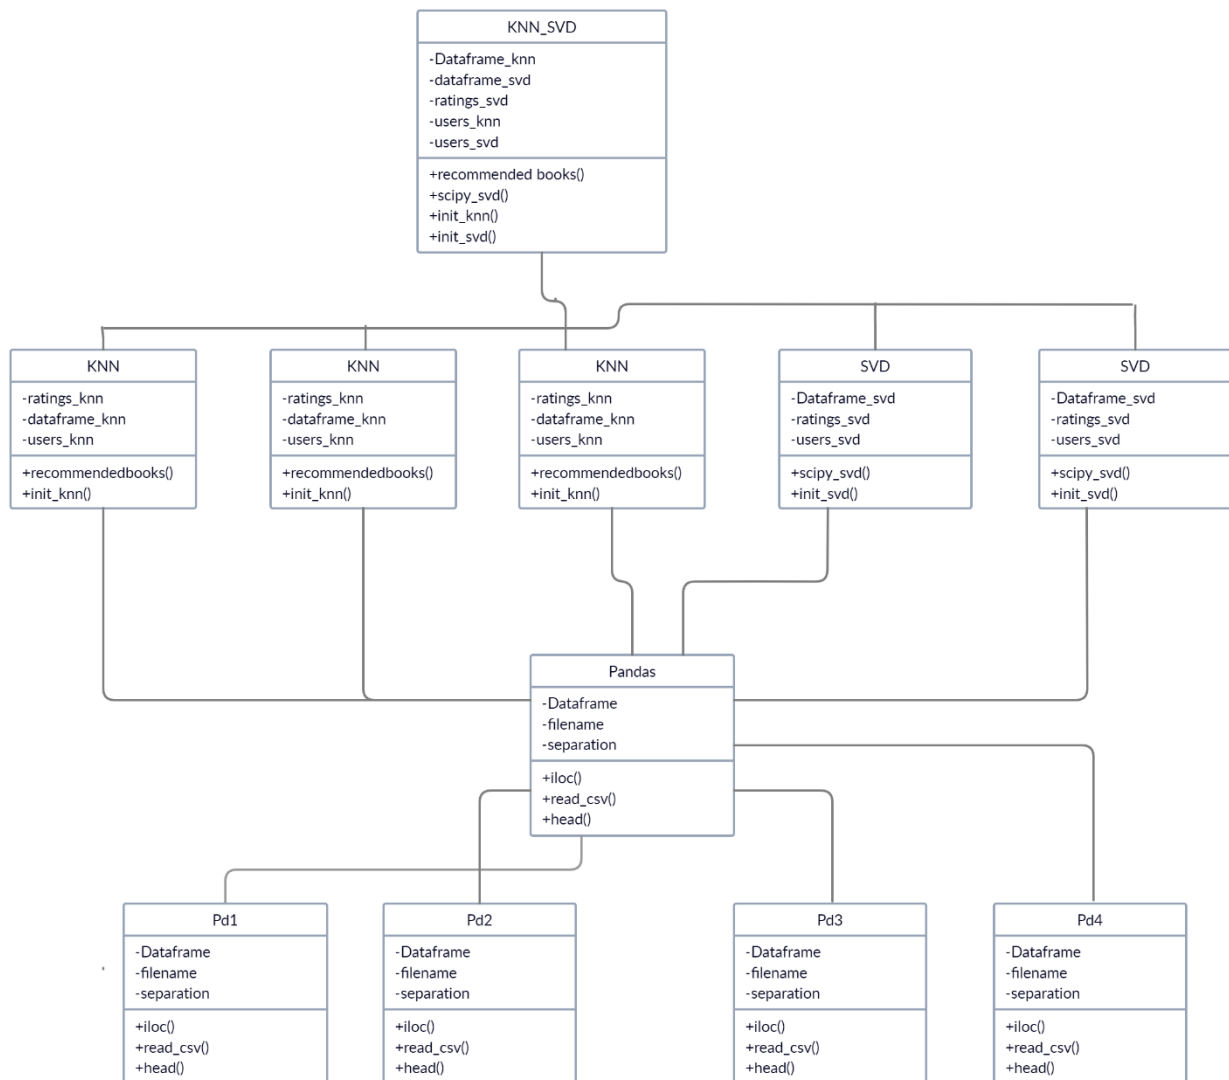 KNN_SVD
-Dataframe_knn
-dataframe_svd
-ratings_svd
-users_knn
-users_svd
+recommended books()
+scipy_svd()
+init_knn()
+init_svd()
KNN
-ratings_knn
-dataframe_knn
-users_knn
+recommendedbooks()
+init_knn()
KNN
-ratings_knn
-dataframe_knn
-users_knn
+recommendedbooks()
+init_knn()
KNN
-ratings_knn
-dataframe_knn
-users_knn
+recommendedbooks()
+init_knn()
SVD
-Dataframe_svd
-ratings_svd
-users_svd
+scipy_svd()
+init_svd()
SVD
-Dataframe_svd
-ratings_svd
-users_svd
+scipy_svd()
+init_svd()
Pandas
-Dataframe
-filename
-separation
+iloc()
+read_csv()
+head()
Pd1
-Dataframe
-filename
-separation
+iloc()
+read_csv()
+head()
Pd2
-Dataframe
-filename
-separation
+iloc()
+read_csv()
+head()
Pd3
-Dataframe
-filename
-separation
+iloc()
+read_csv()
+head()
Pd4
-Dataframe
-filename
-separation
+iloc()
+read_csv()
+head()